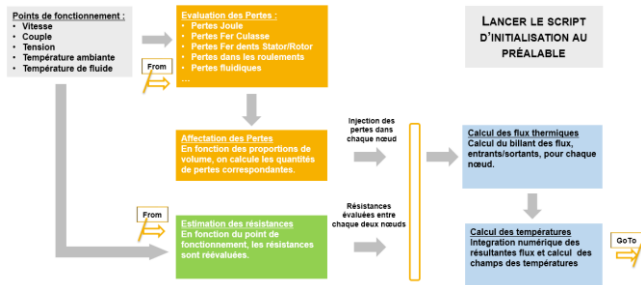 Points de fonctionnement :
• Vitesse
• Couple
• Tension
• Température ambiante
• Température de fluide
From
Evaluation des Pertes :
• Pertes Joule
• Pertes Fer Culasse
• Pertes Fer dents Stator/Rotor
• Pertes dans les roulements
• Pertes fluidiques
...
LANCER LE SCRIPT
D'INITIALISATION AU
PRÉALABLE
Affectation des Pertes
En fonction des proportions de
volume, on calcule les quantités
de pertes correspondantes.
Injection des
pertes dans
chaque nœud
Calcul des flux thermiques
Calcul du billant des flux,
entrants/sortants, pour chaque
nœud.
From
Estimation des résistances
En fonction du point de
fonctionnement, les résistances
sont réévaluées.
Résistances
évaluées entre
chaque deux nœuds
Calcul des températures
Integration numérique des
résultantes flux et calcul des
champs des températures
GoTo